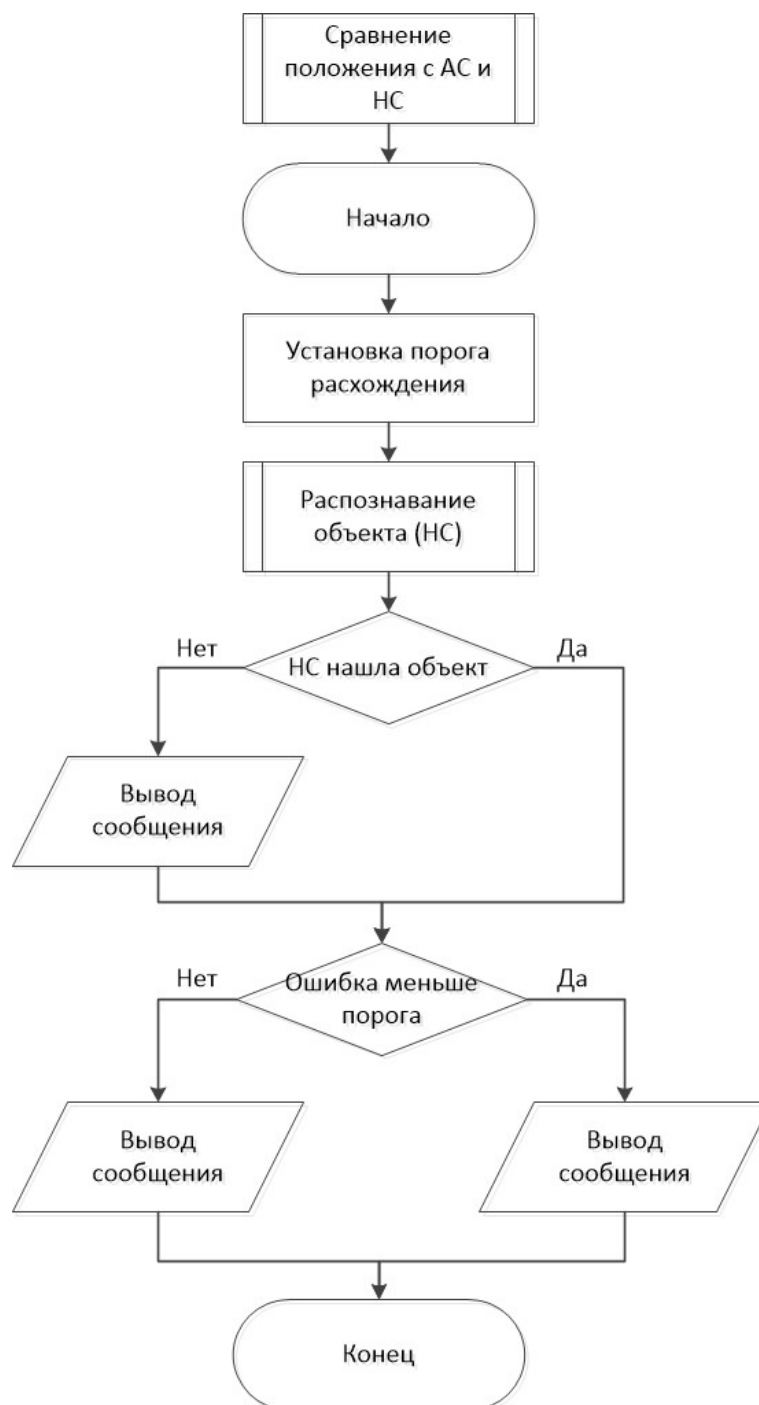 Сравнение
положения с АС и
НС
Начало
Установка порога
расхождения
Распознавание
объекта (НС)
Нет
НС нашла объект
Да
Вывод
сообщения
Нет
Ошибка меньше
порога
Да
Вывод
сообщения
Вывод
сообщения
Конец